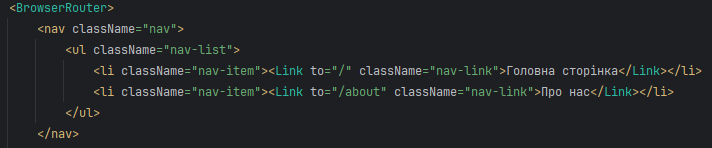 <BrowserRouter>
<nav className="nav">
<ul className="nav-list">
<li className="nav-item"><Link to="/" className="nav-link">Головна сторінка</Link></li>
<li className="nav-item"><Link to="/about" className="nav-link">Про нас</Link></li>
</ul>
</nav>